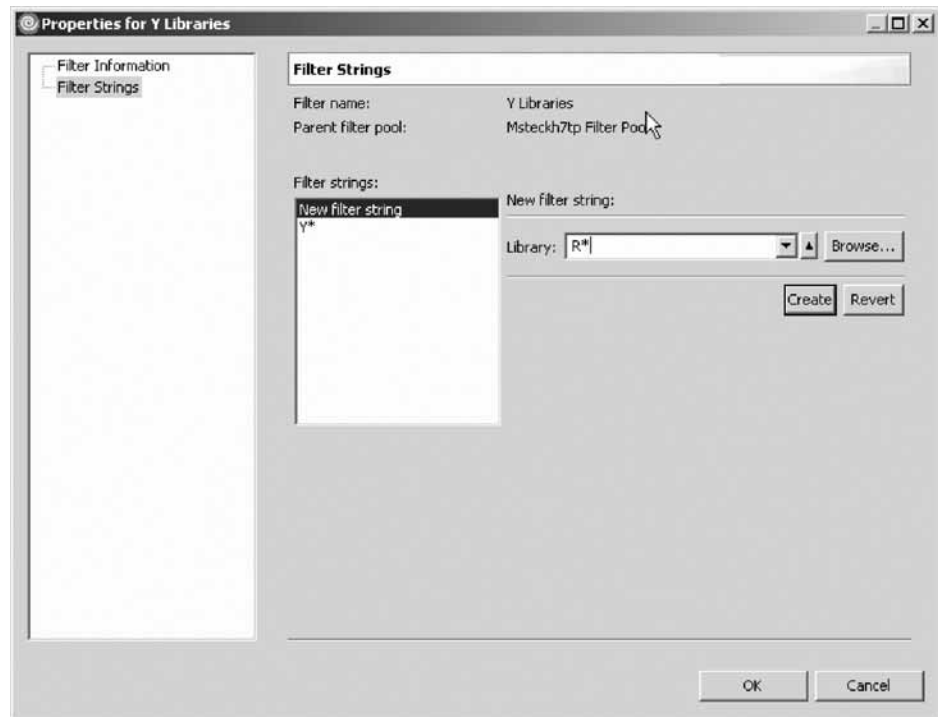 Properties for Y Libraries
Filter Information
Filter Strings
Filter Strings
Filter name: Y Libraries
Parent filter pool: Msteckh7tp Filter Pool
Filter strings:
New filter string
Y*
New filter string:
Library: R* Browse...
Create Revert
OK Cancel